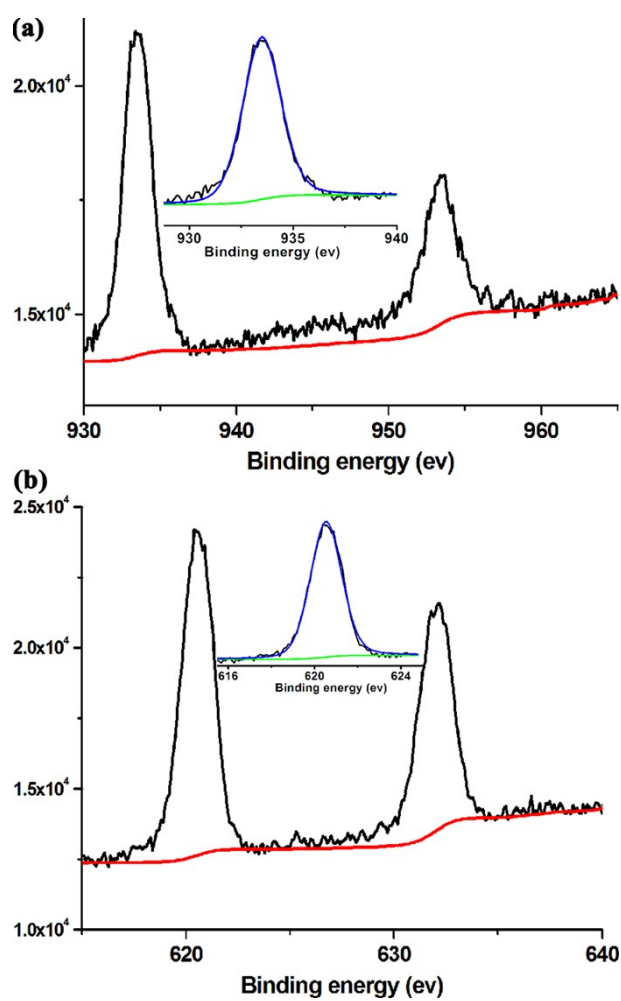 (a)
2.0x10⁴
1.5x10⁴
930 935 940
Binding energy (ev)
930 940 950 960
Binding energy (ev)
(b)
2.5x10⁴
2.0x10⁴
1.5x10⁴
1.0x10⁴
616 620 624
Binding energy (ev)
620 630 640
Binding energy (ev)